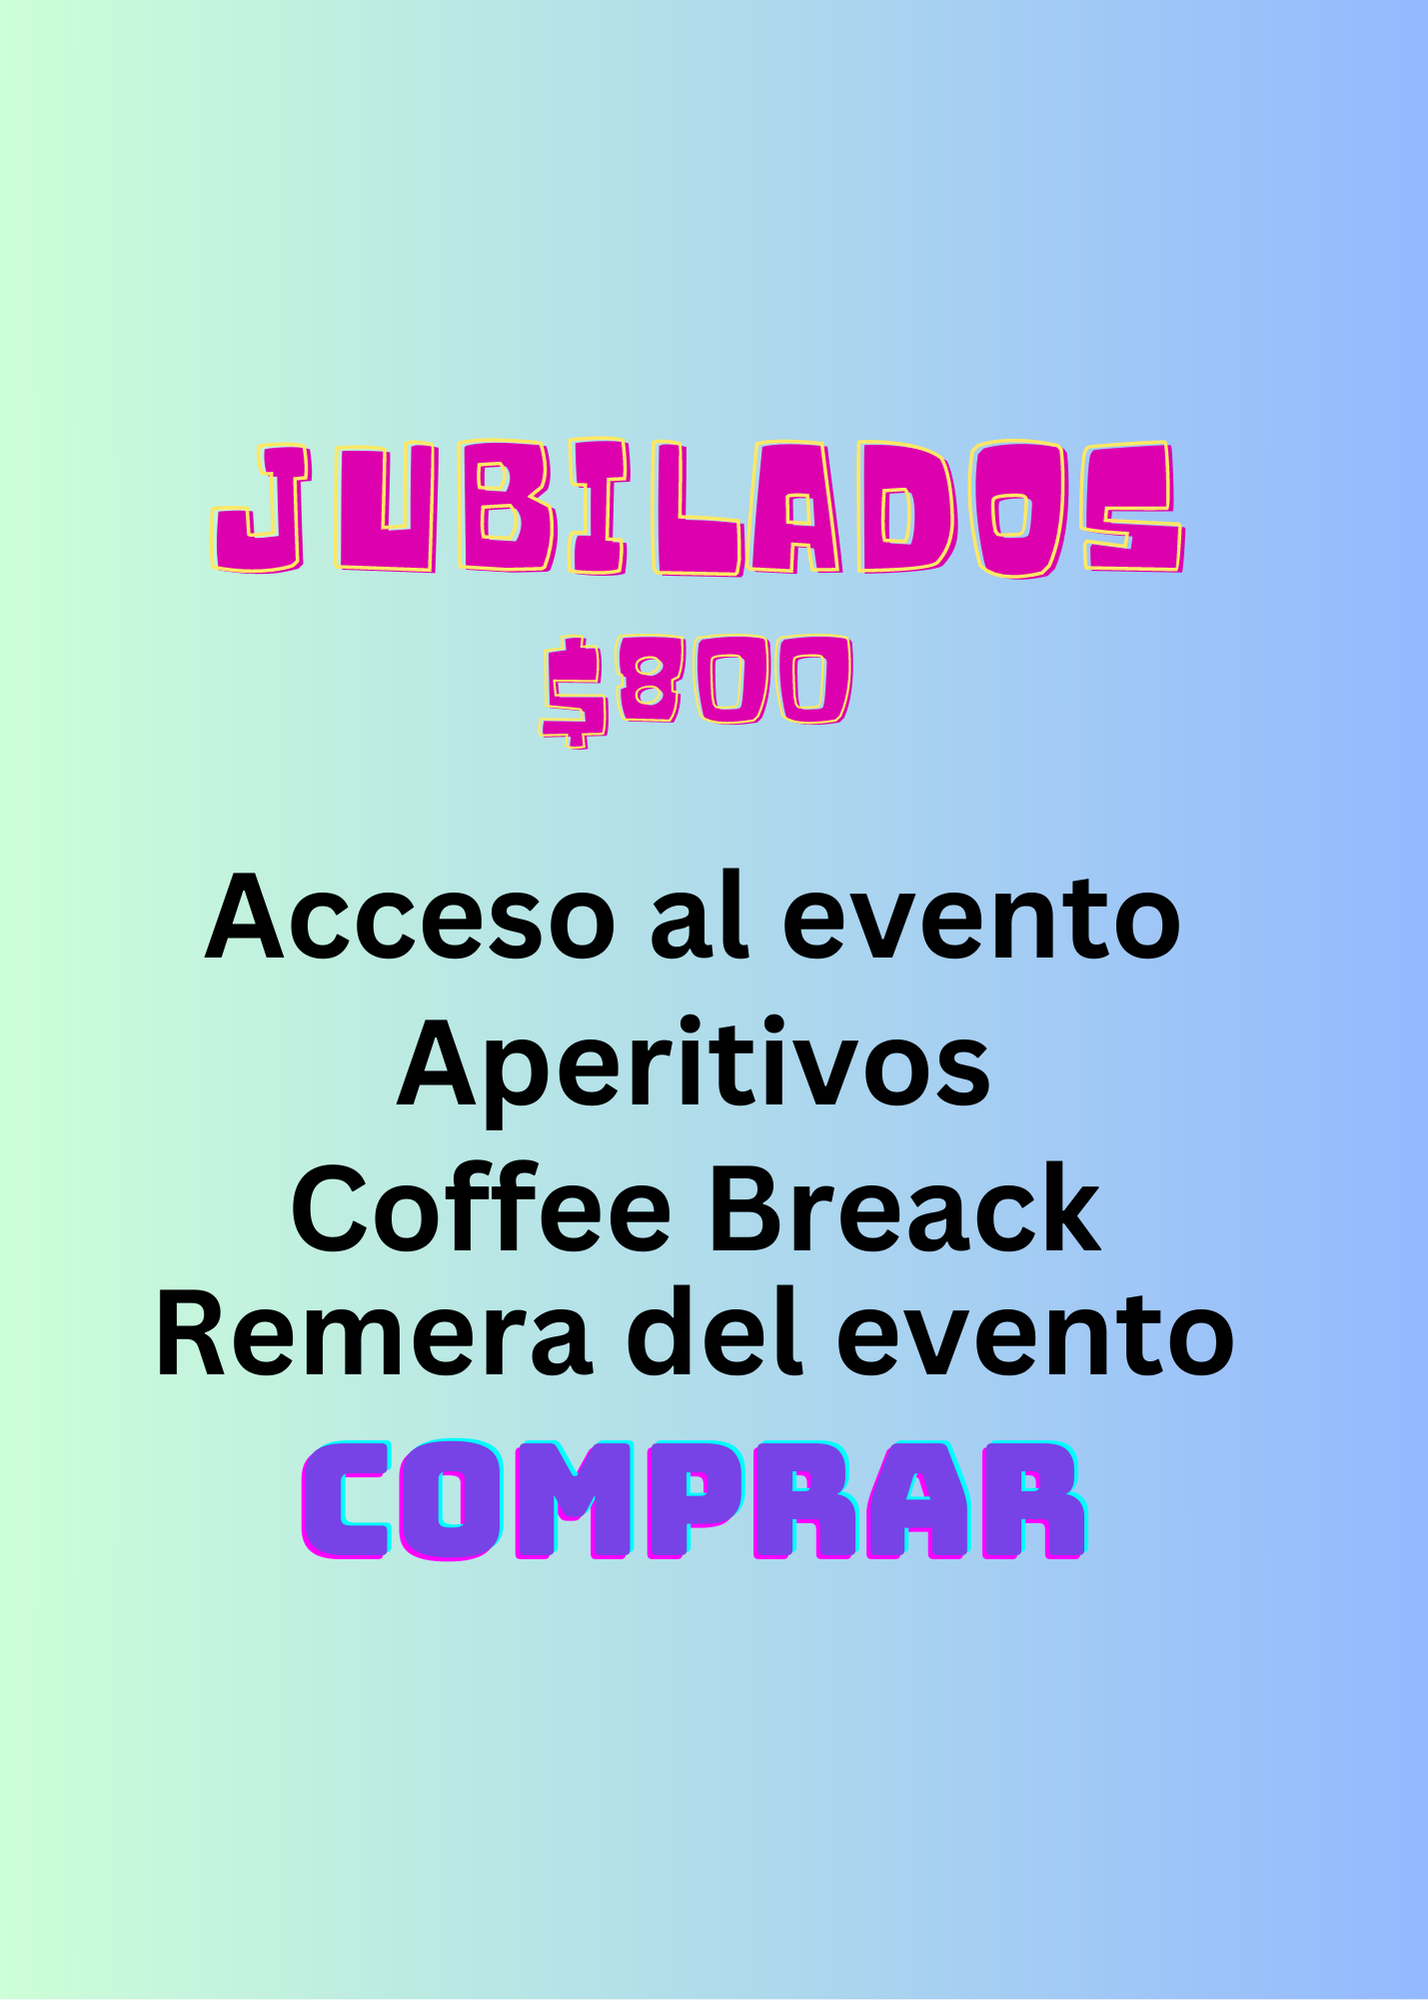 JUBILADOS
$800
Acceso al evento
Aperitivos
Coffee Breack
Remera del evento
COMPRAR